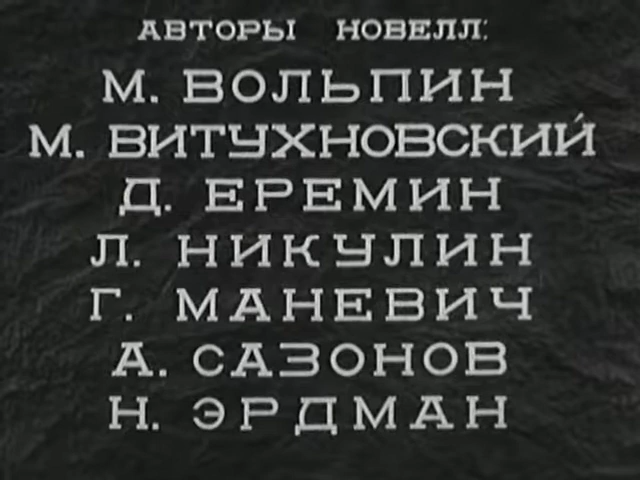 АВТОРЫ НОВЕЛЛ:
М. ВОЛЬПИН
М. ВИТУХНОВСКИЙ
Д. ЕРЕМИН
Л. НИКУЛИН
Г. МАНЕВИЧ
А. САЗОНОВ
Н. ЭРДМАН